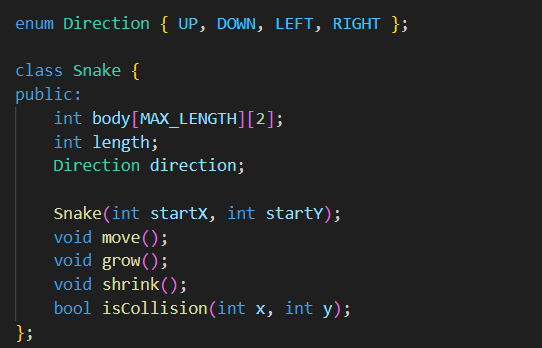 enum Direction { UP, DOWN, LEFT, RIGHT };
class Snake {
public:
    int body[MAX_LENGTH][2];
    int length;
    Direction direction;
    Snake(int startX, int startY);
    void move();
    void grow();
    void shrink();
    bool isCollision(int x, int y);
};